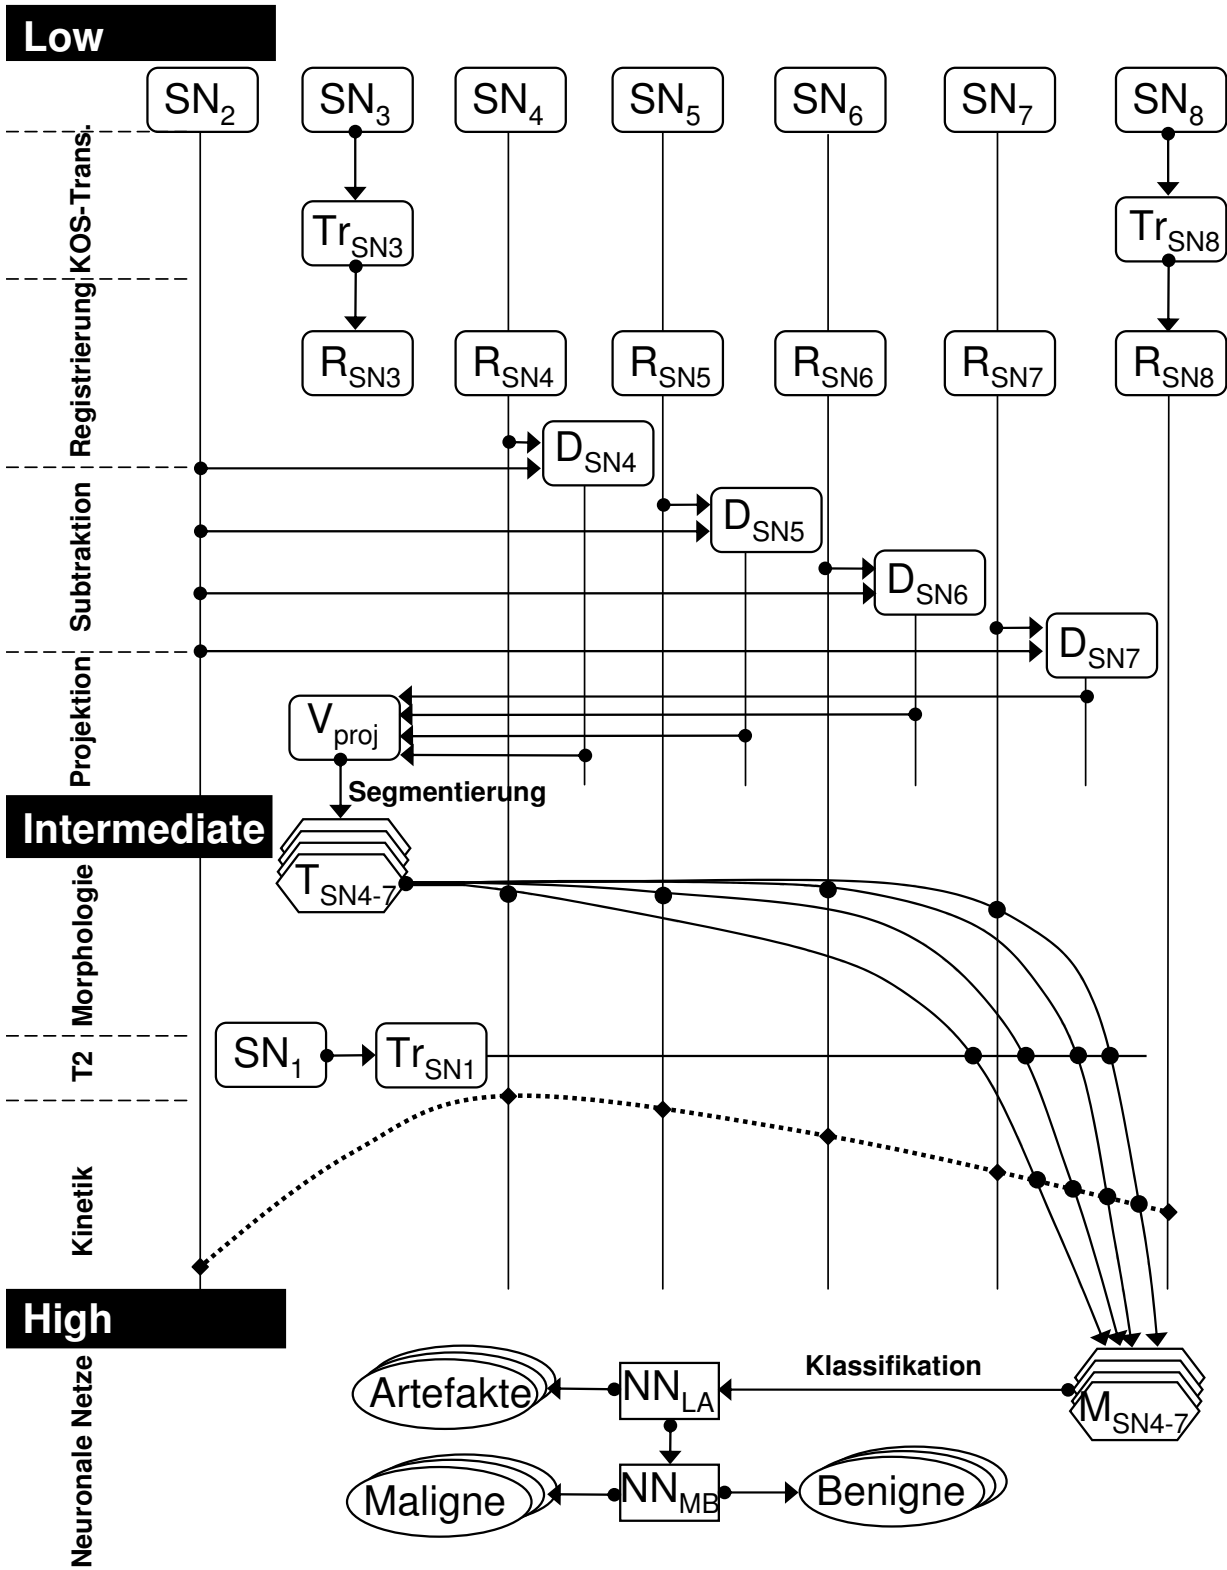 Low
SN2 SN3 SN4 SN5 SN6 SN7 SN8
KOS-Trans.
TrSN3 TrSN8
Registrierung
RSN3 RSN4 RSN5 RSN6 RSN7 RSN8
DSN4
Subtraktion
DSN5
DSN6
DSN7
Projektion
Vproj
Segmentierung
Intermediate
TSN4-7
Morphologie
T2
SN1 TrSN1
Kinetik
High
Neuronale Netze
Klassifikation
Artefakte NNLA MSN4-7
Maligne NNMB Benigne